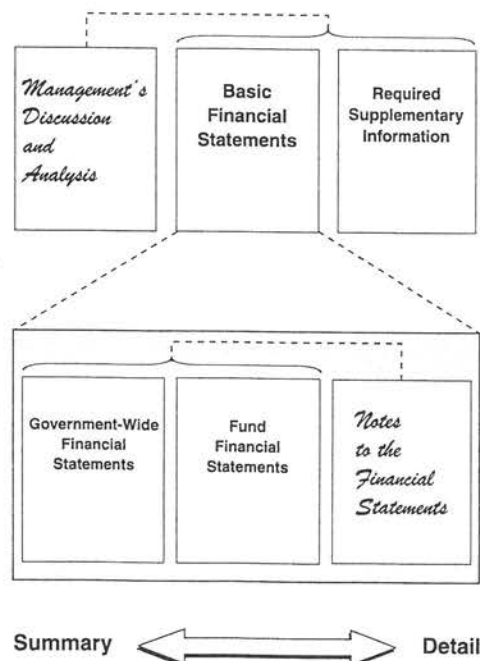 Management's
Discussion
and
Analysis
Basic
Financial
Statements
Required
Supplementary
Information
Government-Wide
Financial
Statements
Fund
Financial
Statements
Notes
to the
Financial
Statements
Summary
Detail